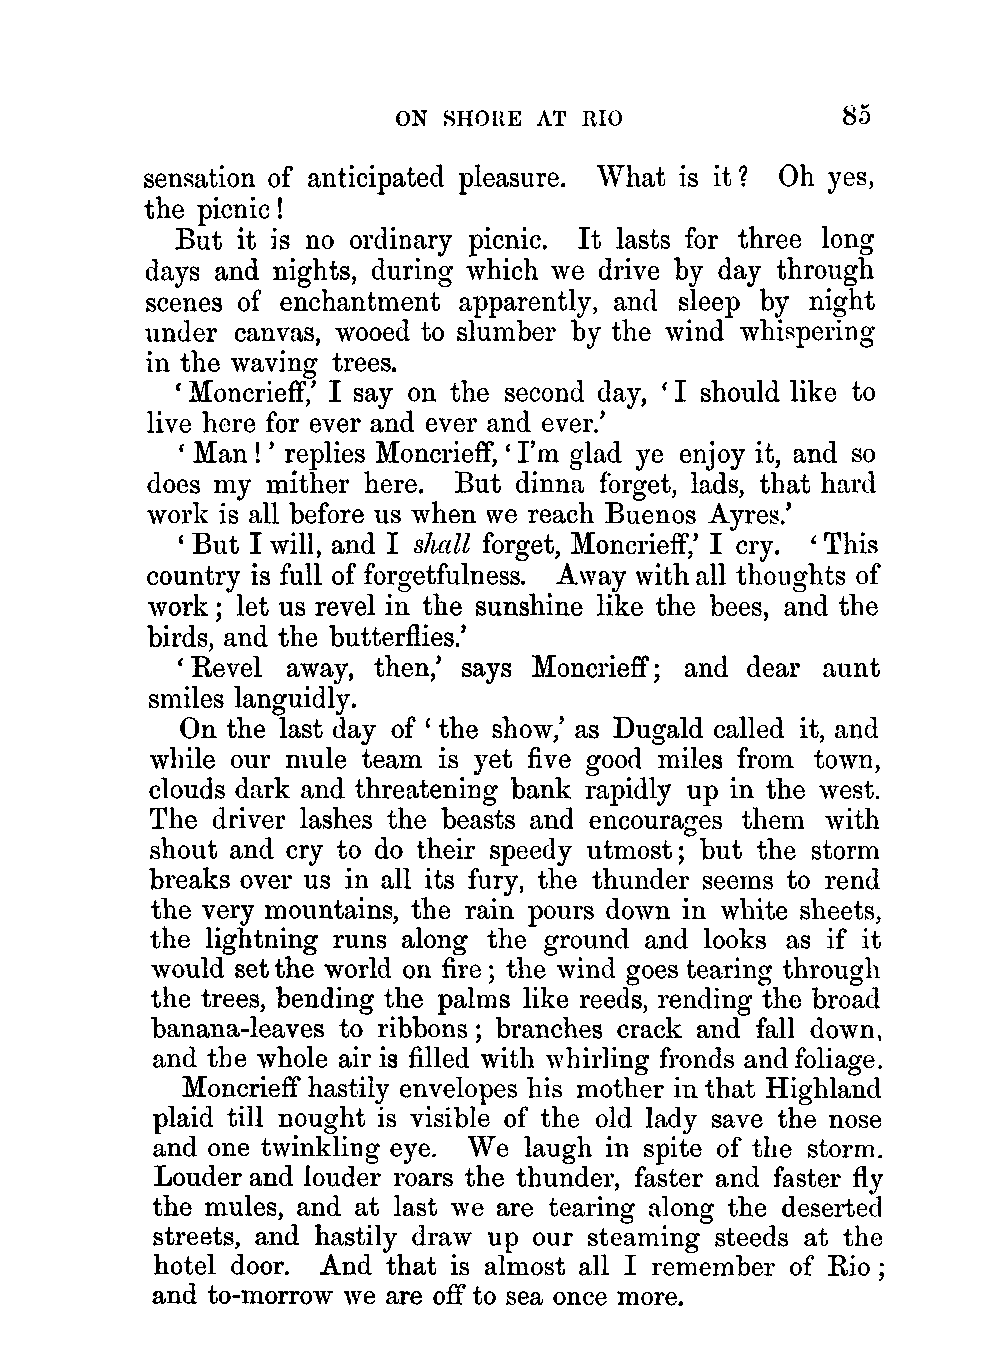 ON SHORE AT RIO 85
sensation of anticipated pleasure. What is it? Oh yes,
the picnic!
But it is no ordinary picnic. It lasts for three long
days and nights, during which we drive by day through
scenes of enchantment apparently, and sleep by night
under canvas, wooed to slumber by the wind whispering
in the waving trees.
‘Moncrieff,’ I say on the second day, ‘I should like to
live here for ever and ever and ever.’
‘Man!’ replies Moncrieff, ‘I’m glad ye enjoy it, and so
does my mither here. But dinna forget, lads, that hard
work is all before us when we reach Buenos Ayres.’
‘But I will, and I shall forget, Moncrieff,’ I cry. ‘This
country is full of forgetfulness. Away with all thoughts of
work; let us revel in the sunshine like the bees, and the
birds, and the butterflies.’
‘Revel away, then,’ says Moncrieff; and dear aunt
smiles languidly.
On the last day of ‘the show,’ as Dugald called it, and
while our mule team is yet five good miles from town,
clouds dark and threatening bank rapidly up in the west.
The driver lashes the beasts and encourages them with
shout and cry to do their speedy utmost; but the storm
breaks over us in all its fury, the thunder seems to rend
the very mountains, the rain pours down in white sheets,
the lightning runs along the ground and looks as if it
would set the world on fire; the wind goes tearing through
the trees, bending the palms like reeds, rending the broad
banana-leaves to ribbons; branches crack and fall down,
and the whole air is filled with whirling fronds and foliage.
Moncrieff hastily envelopes his mother in that Highland
plaid till nought is visible of the old lady save the nose
and one twinkling eye. We laugh in spite of the storm.
Louder and louder roars the thunder, faster and faster fly
the mules, and at last we are tearing along the deserted
streets, and hastily draw up our steaming steeds at the
hotel door. And that is almost all I remember of Rio;
and to-morrow we are off to sea once more.